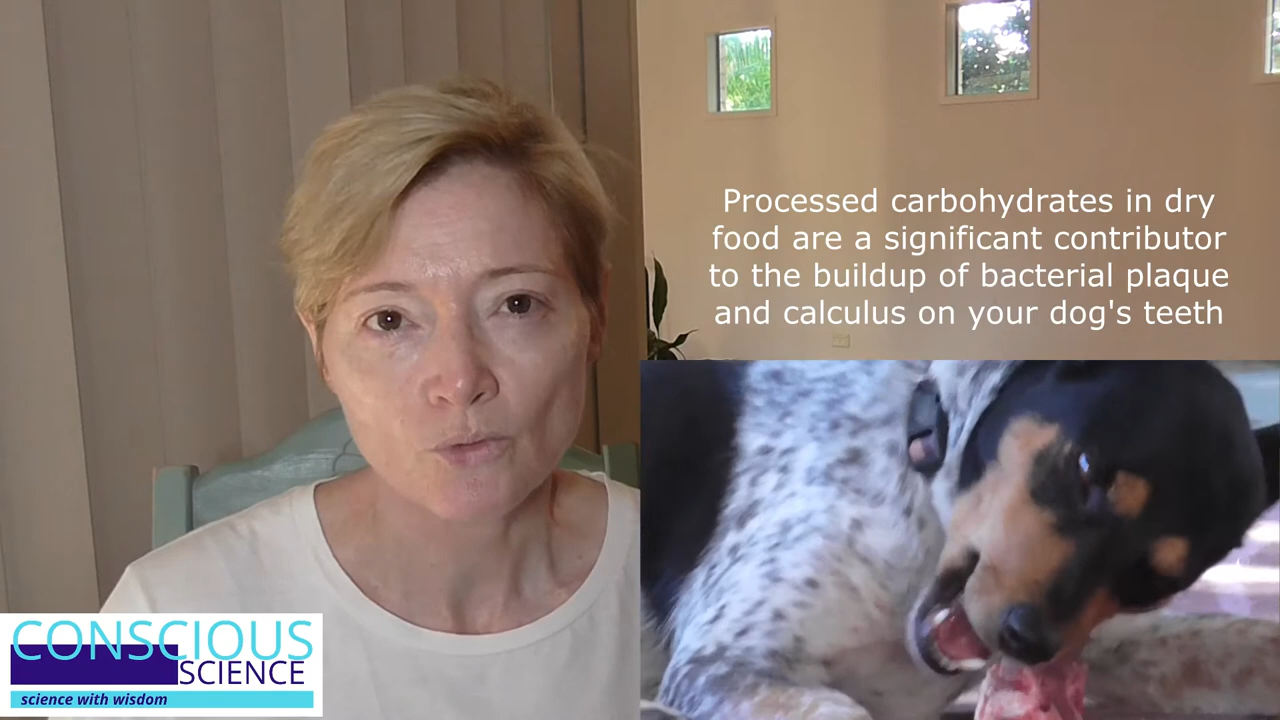 Processed carbohydrates in dry
food are a significant contributor
to the buildup of bacterial plaque
and calculus on your dog's teeth
CONSCIOUS
SCIENCE
science with wisdom